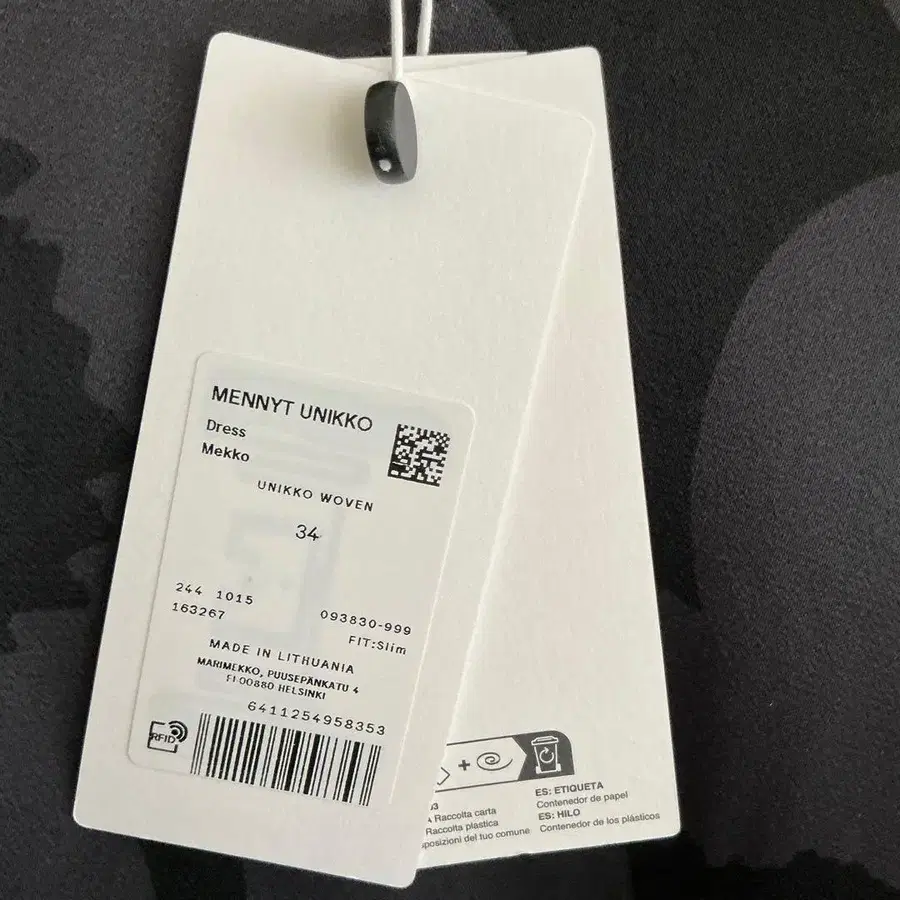 MENNYT UNIKKO
Dress
Mekko
UNIKKO WOVEN
34
244 1015
163267
093830-999
FIT:Slim
MADE IN LITHUANIA
MARIMEKKO, PUUSEPÄNKATU 4
FI 00880 HELSINKI
6411254958353
RFID
+
Raccolta carta
Raccolta plastica
disposizioni del tuo comune
ES: ETIQUETA
Contenedor de papel
ES: HILO
Contenedor de los plásticos